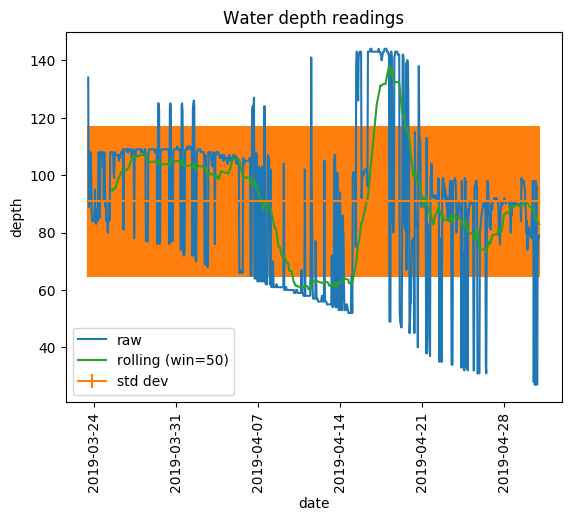 Water depth readings
140
120
100
80
60
40
depth
raw
rolling (win=50)
std dev
2019-03-24
2019-03-31
2019-04-07
2019-04-14
2019-04-21
2019-04-28
date